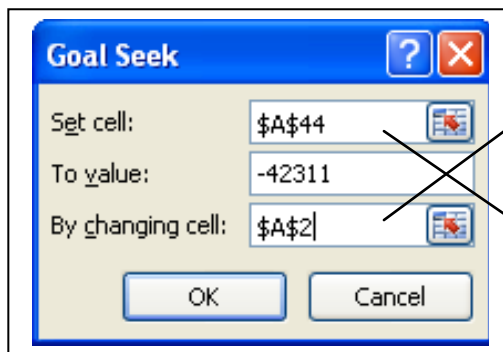 Goal Seek
Set cell: $A$44
To value: -42311
By changing cell: $A$2
OK Cancel